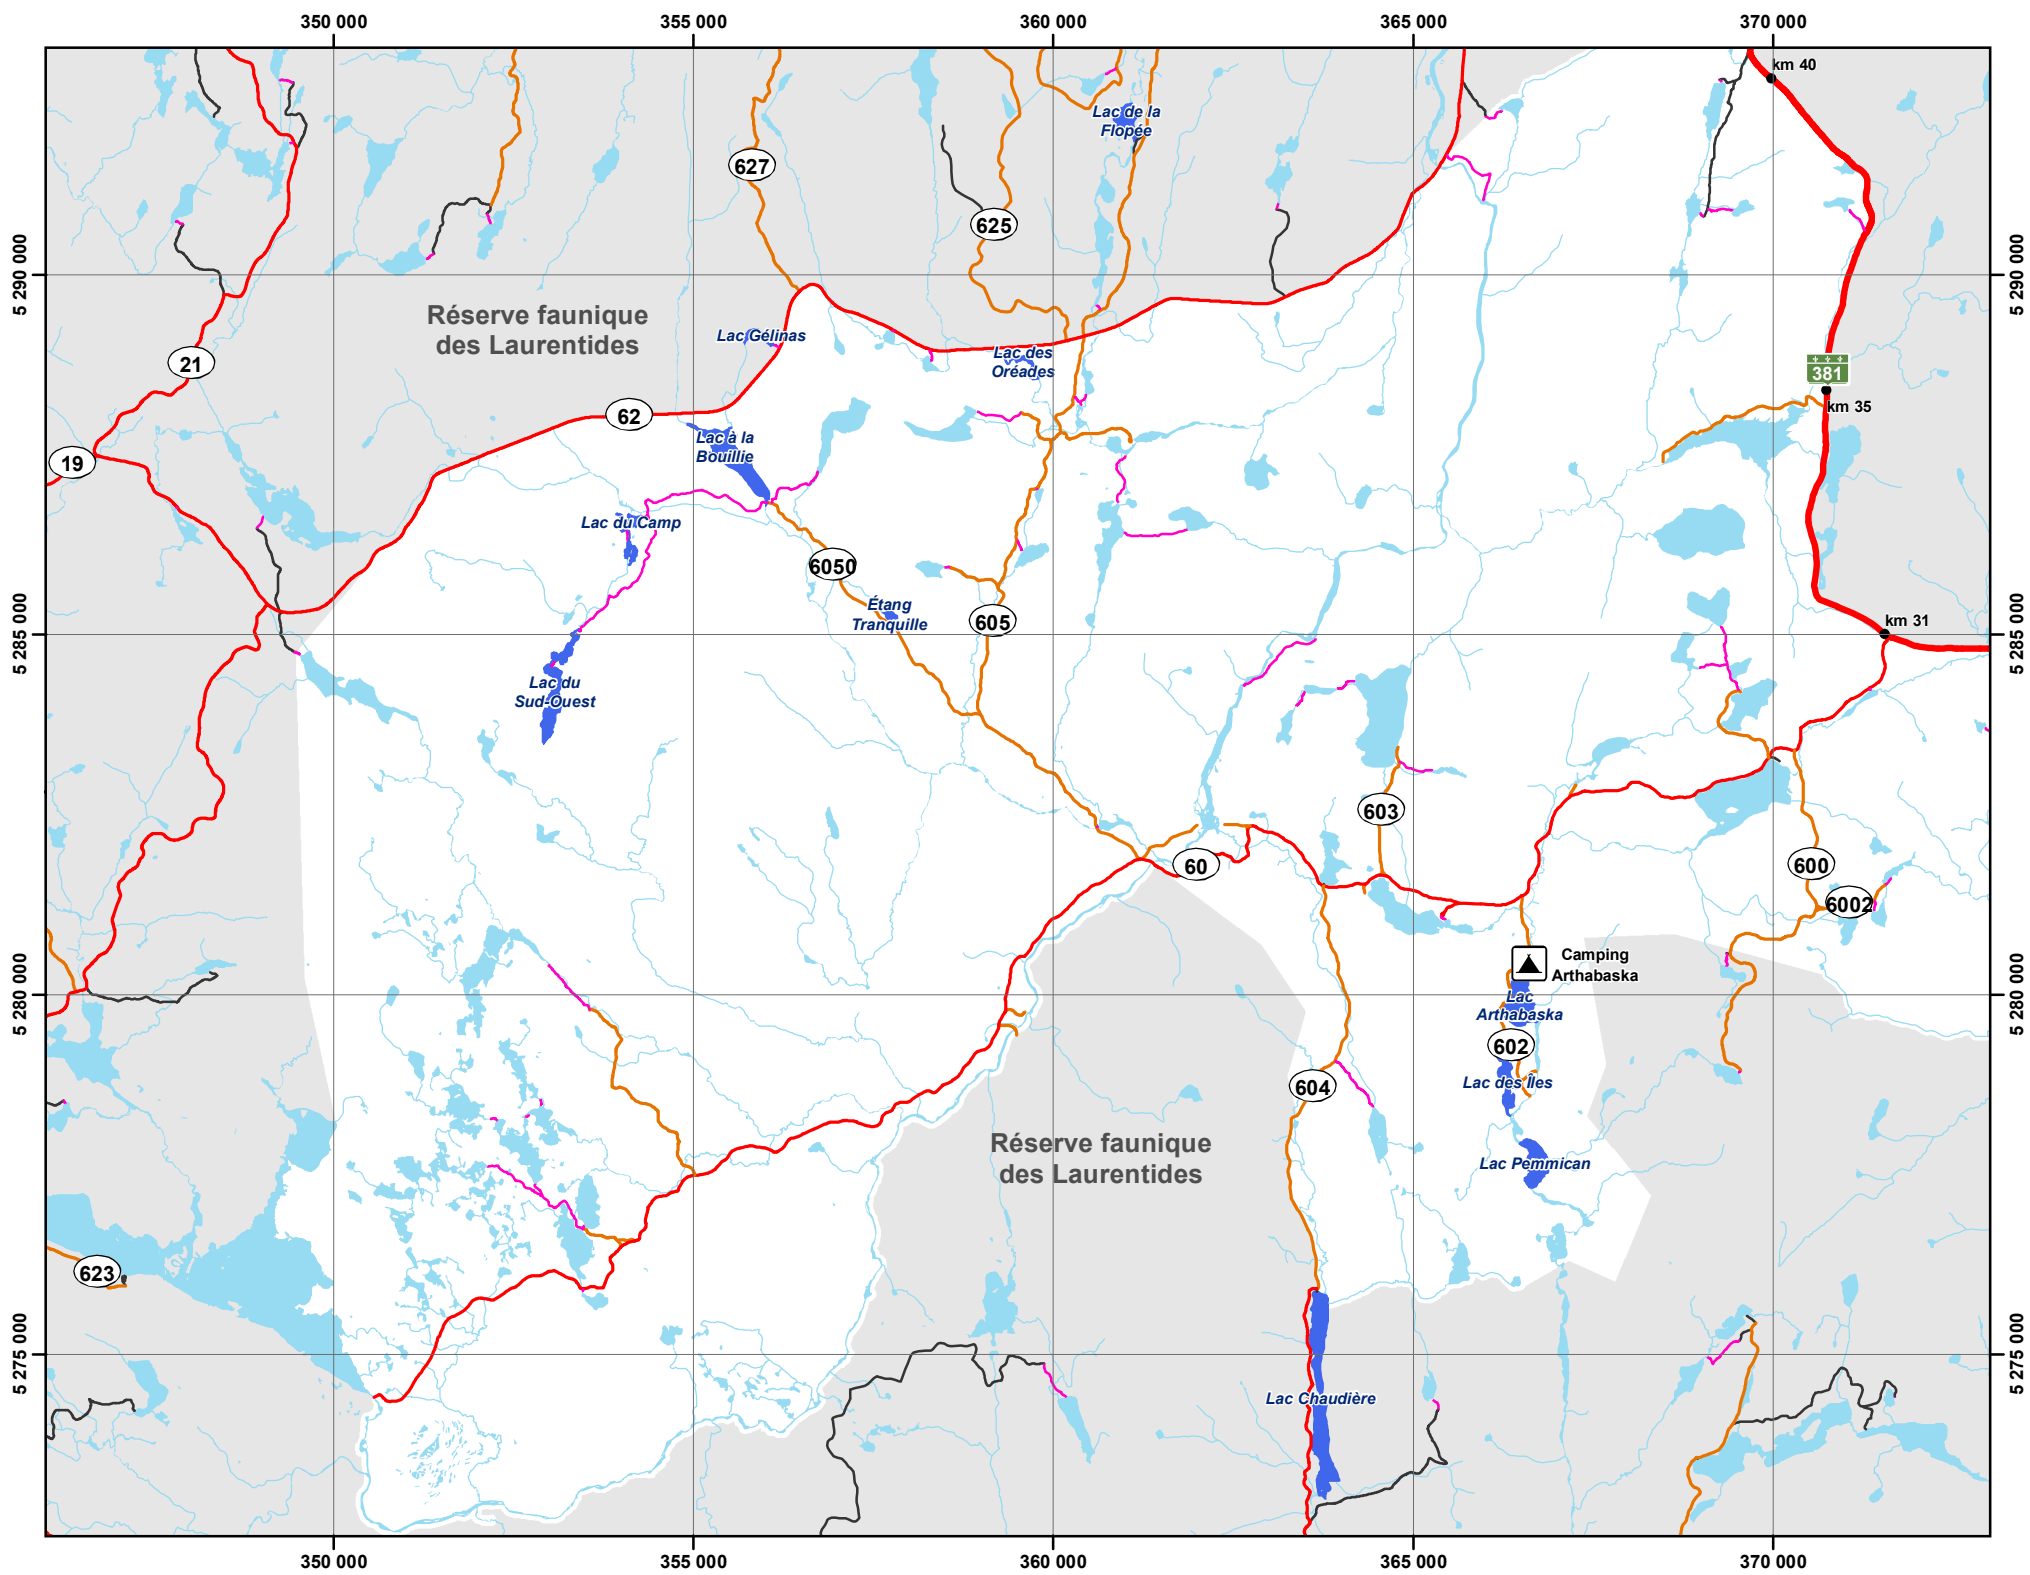 350 000
355 000
360 000
365 000
370 000
km 40
Lac de la
Flopée
627
625
5 290 000
5 290 000
Réserve faunique
des Laurentides
Lac Gélinas
Lac des
Oréades
21
381
km 35
62
Lac à la
Bouillie
19
Lac du Camp
6050
Étang
Tranquille
605
km 31
5 285 000
5 285 000
Lac du
Sud-Ouest
603
60
600
6002
Camping
Arthabaska
5 280 000
5 280 000
Lac
Arthabaska
602
Lac des Îles
604
Réserve faunique
des Laurentides
Lac Pemmican
623
5 275 000
5 275 000
Lac Chaudière
350 000
355 000
360 000
365 000
370 000